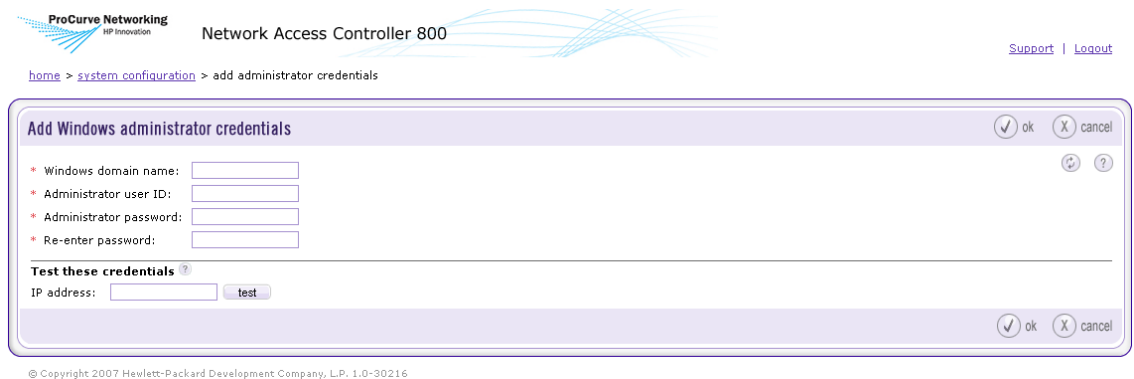 ProCurve Networking
HP Innovation
Network Access Controller 800
Support | Logout
home > system configuration > add administrator credentials
Add Windows administrator credentials
ok
X cancel
* Windows domain name:
?
* Administrator user ID:
* Administrator password:
* Re-enter password:
Test these credentials ?
IP address:
test
ok
X cancel
© Copyright 2007 Hewlett-Packard Development Company, L.P. 1.0-30216